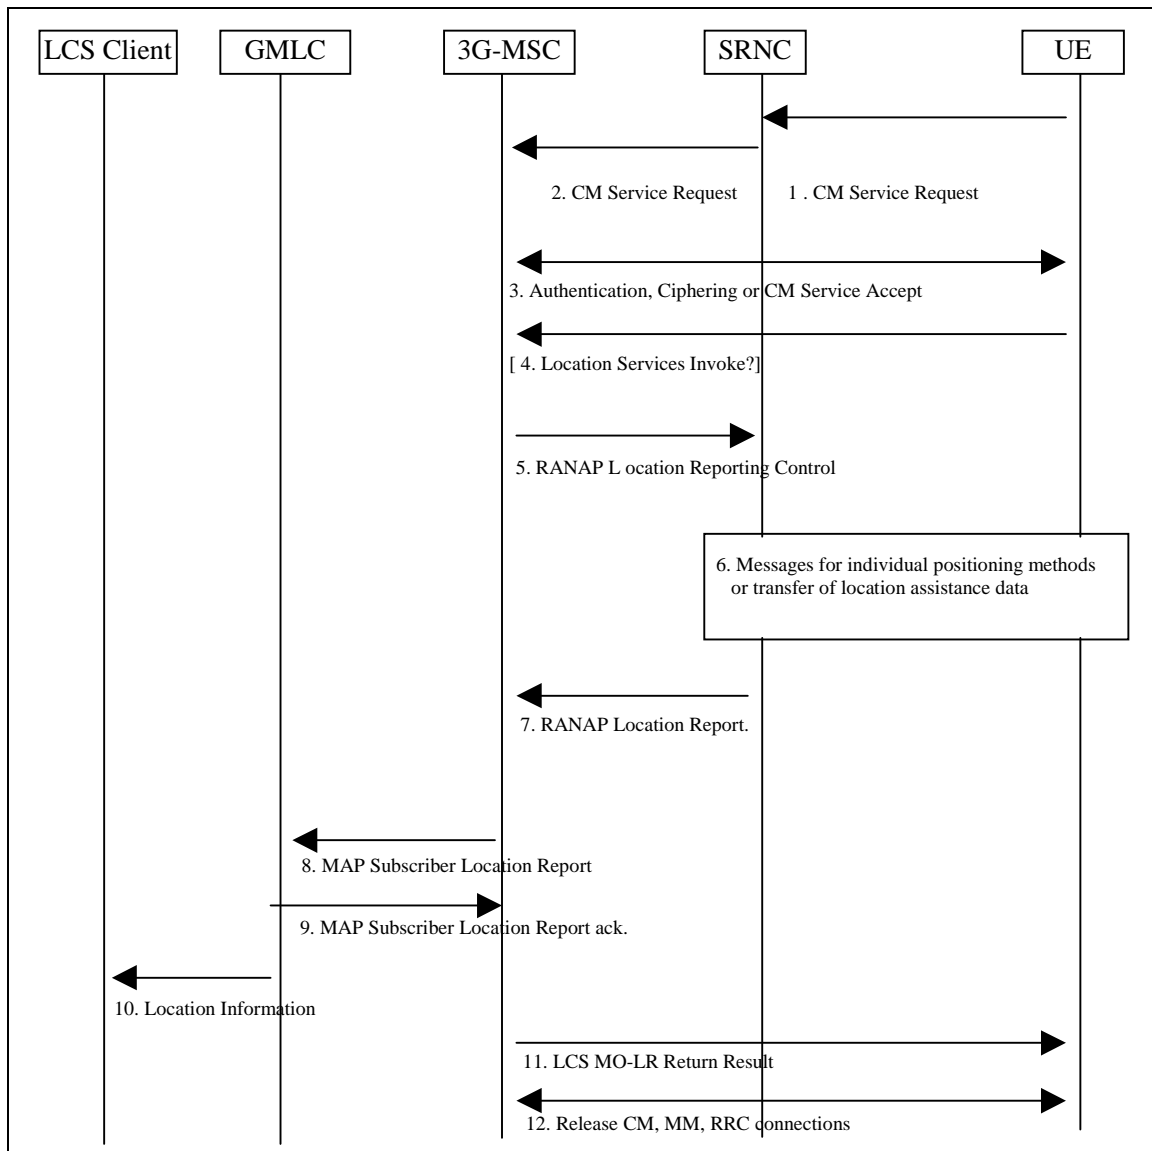 LCS Client GMLC 3G-MSC SRNC UE
2. CM Service Request 1 . CM Service Request
3. Authentication, Ciphering or CM Service Accept
[ 4. Location Services Invoke?]
5. RANAP L ocation Reporting Control
6. Messages for individual positioning methods
or transfer of location assistance data
7. RANAP Location Report.
8. MAP Subscriber Location Report
9. MAP Subscriber Location Report ack.
10. Location Information
11. LCS MO-LR Return Result
12. Release CM, MM, RRC connections